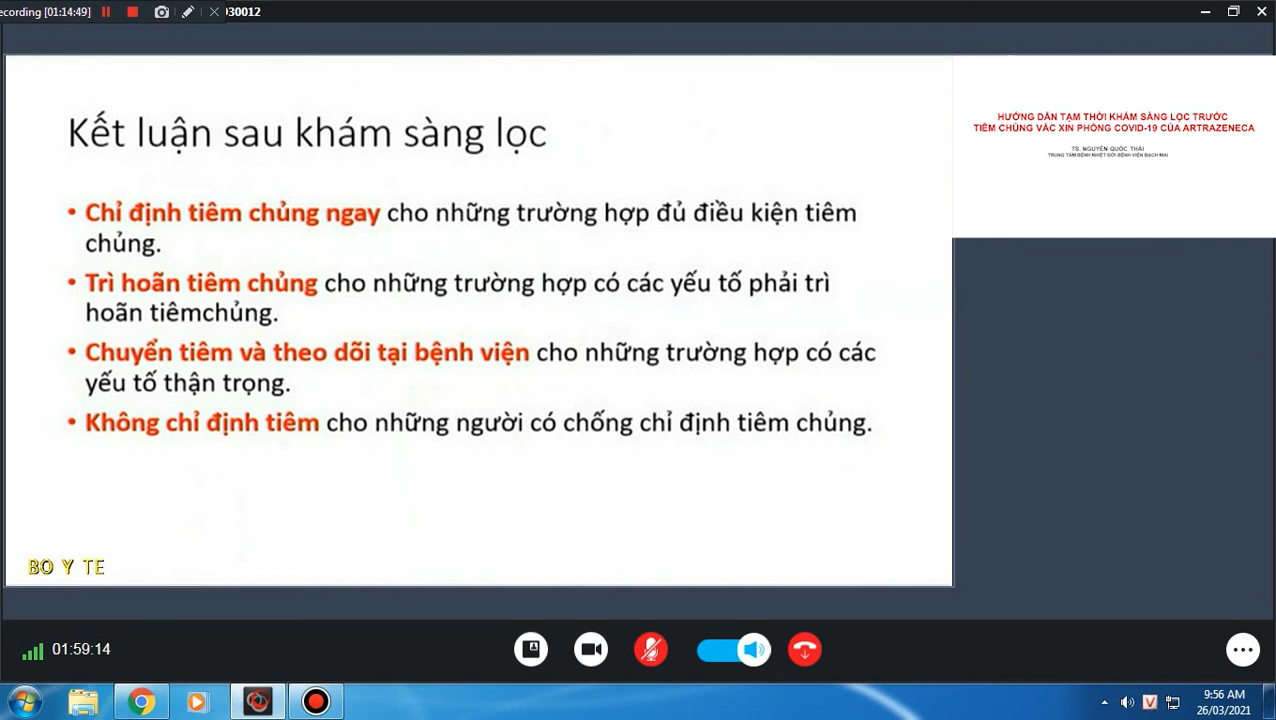 ecording [01:14:49]
030012
Kết luận sau khám sàng lọc
• Chỉ định tiêm chủng ngay cho những trường hợp đủ điều kiện tiêm
chủng.
• Trì hoãn tiêm chủng cho những trường hợp có các yếu tố phải trì
hoãn tiêmchủng.
• Chuyển tiêm và theo dõi tại bệnh viện cho những trường hợp có các
yếu tố thận trọng.
• Không chỉ định tiêm cho những người có chống chỉ định tiêm chủng.
BO Y TE
HƯỚNG DẪN TẠM THỜI KHÁM SÀNG LỌC TRƯỚC
TIÊM CHỦNG VẮC XIN PHÒNG COVID-19 CỦA ARTRAZENECA
TS. NGUYỄN QUỐC THÁI
TRUNG TÂM BỆNH NHIỆT ĐỚI BỆNH VIỆN BẠCH MAI
01:59:14
V
9:56 AM
26/03/2021